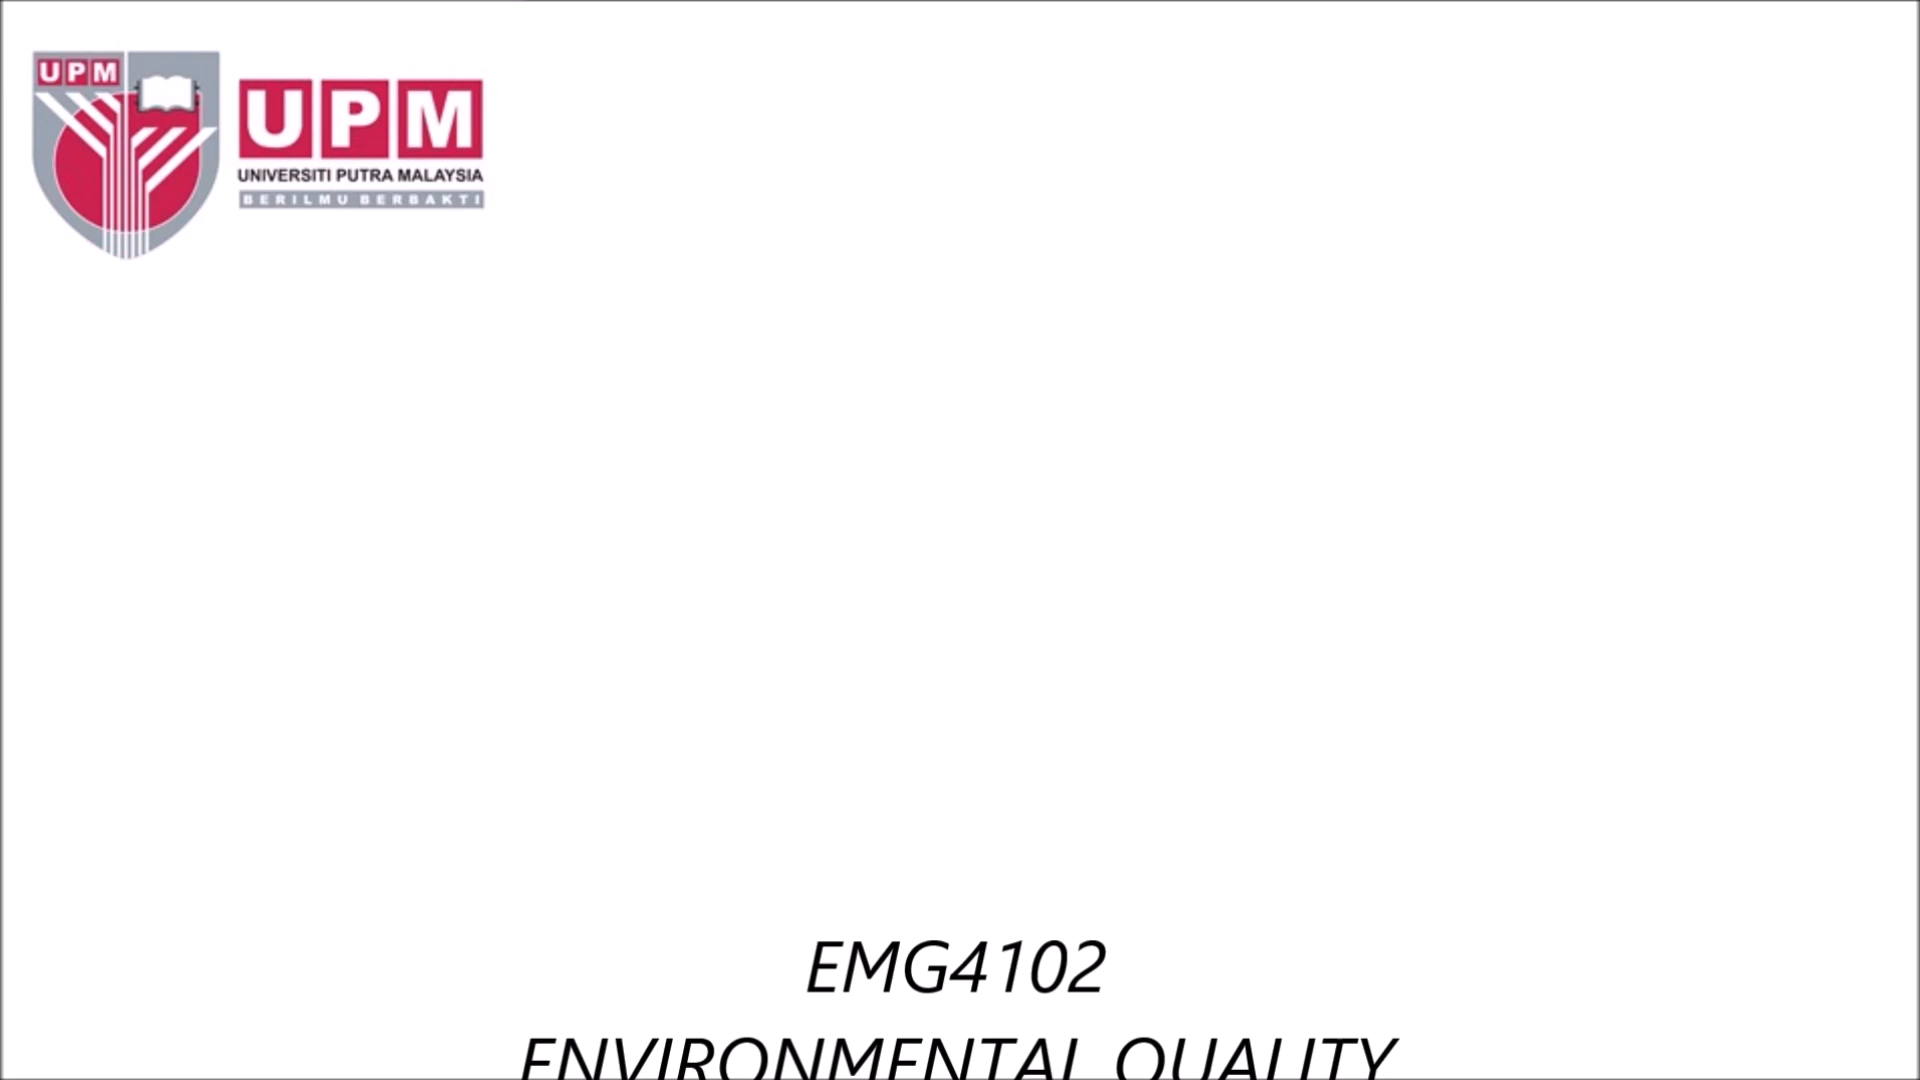 UPM
UPM
UNIVERSITI PUTRA MALAYSIA
BERILMU BERBAKTI
EMG4102
ENVIRONMENTAL QUALITY